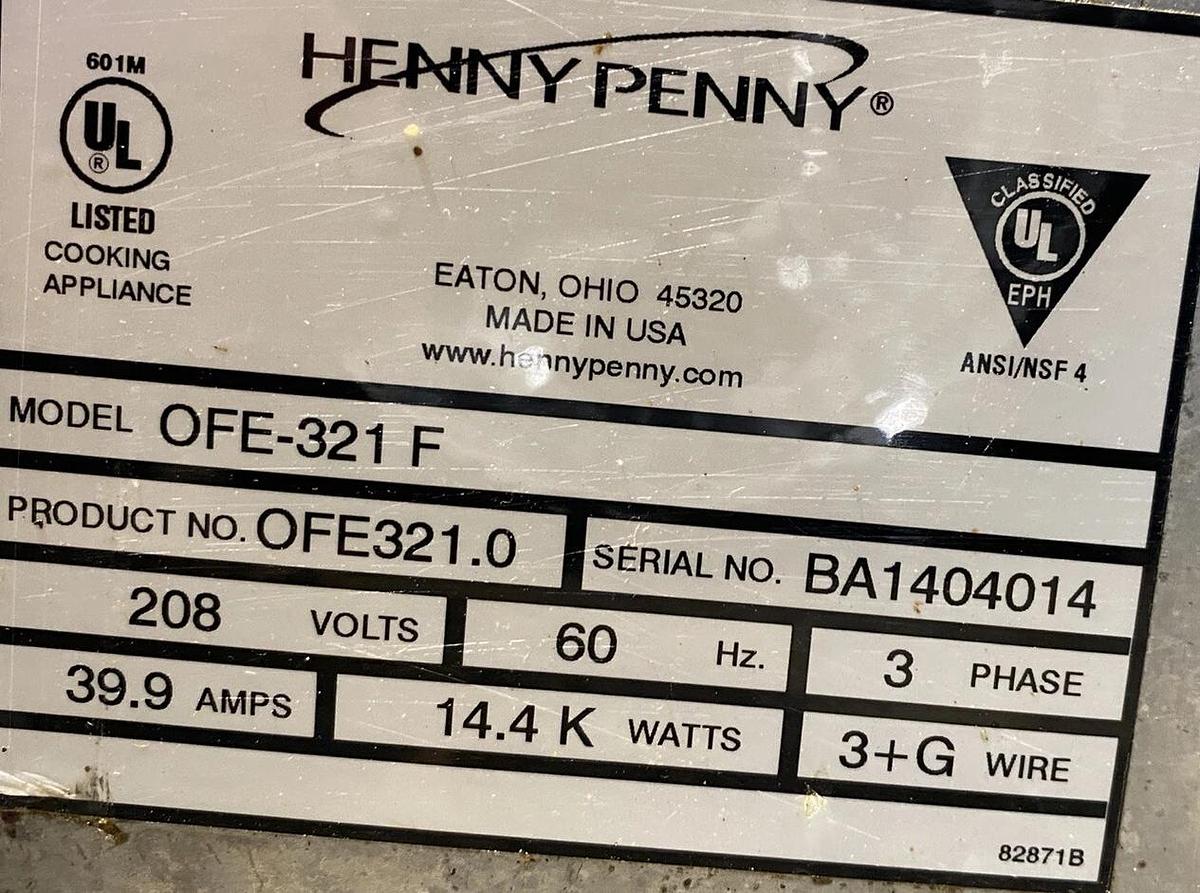 601M
UL
®
LISTED
COOKING
APPLIANCE
HENNY PENNY®
EATON, OHIO 45320
MADE IN USA
www.hennypenny.com
CLASSIFIED
UL
EPH
ANSI/NSF 4
MODEL OFE-321 F
PRODUCT NO. OFE321.0 SERIAL NO. BA1404014
208 VOLTS 60 Hz. 3 PHASE
39.9 AMPS 14.4 K WATTS 3+G WIRE
82871B